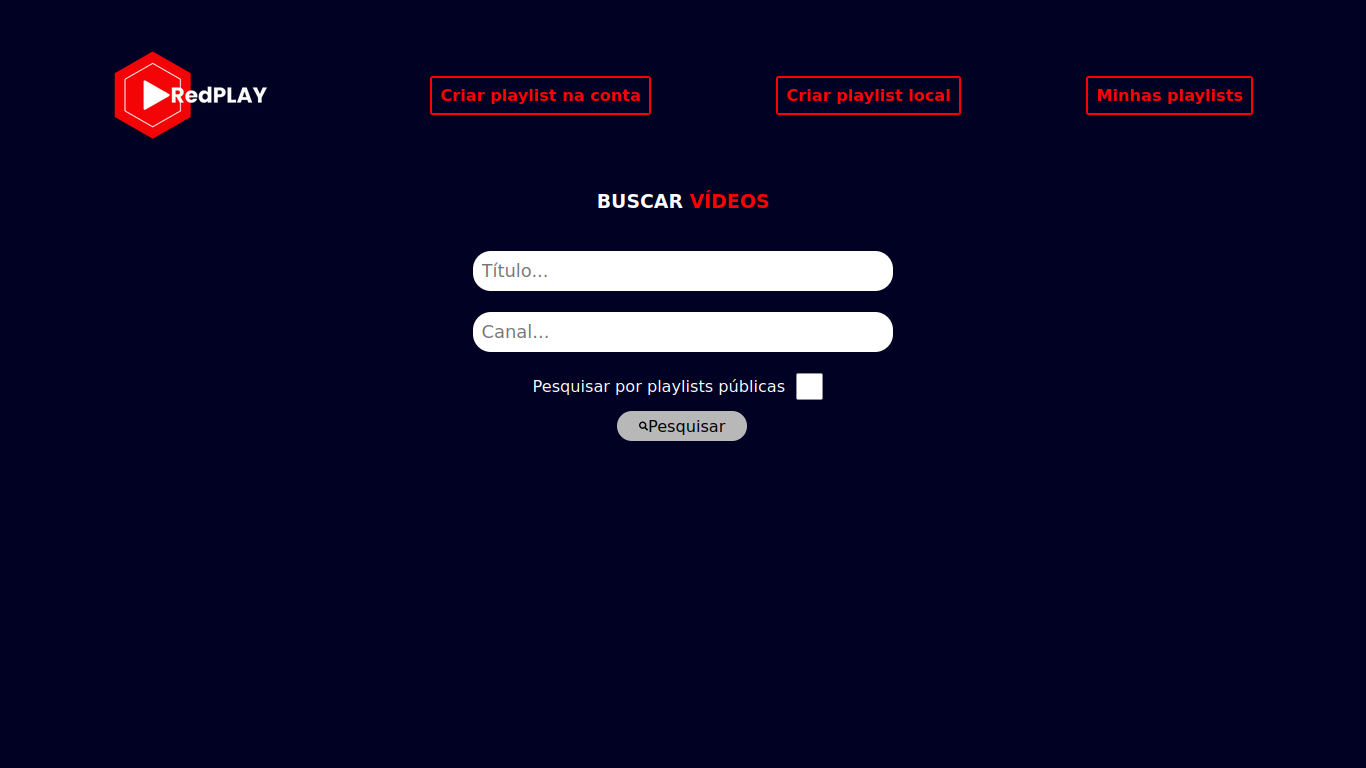 RedPLAY
Criar playlist na conta
Criar playlist local
Minhas playlists
BUSCAR VÍDEOS
Título...
Canal...
Pesquisar por playlists públicas
Pesquisar